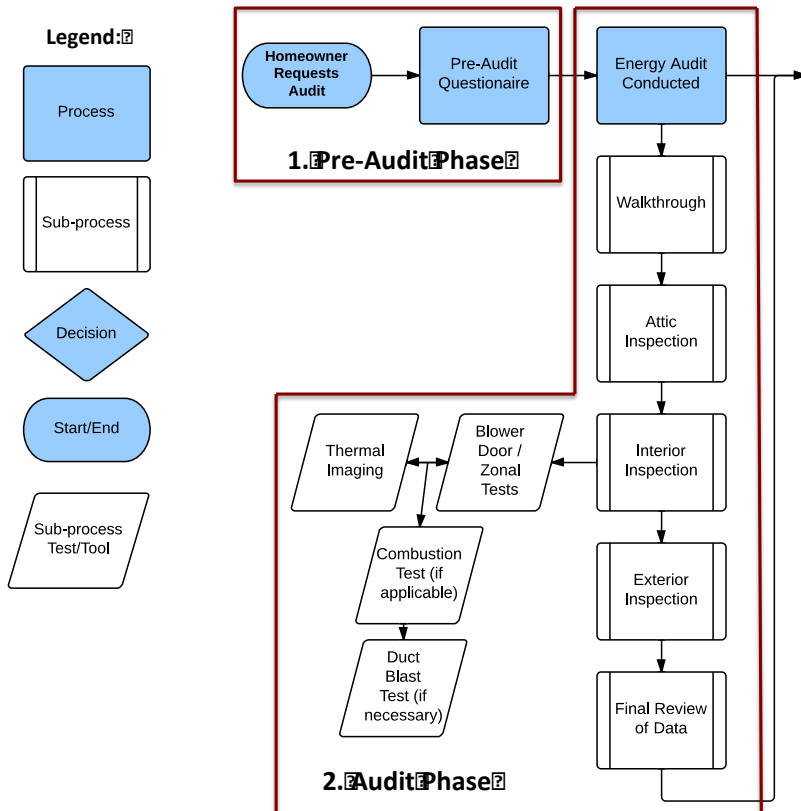 Legend:
Process
Sub-process
Decision
Start/End
Sub-process
Test/Tool
Homeowner
Requests
Audit
Pre-Audit
Questionaire
1. Pre-Audit Phase
Energy Audit
Conducted
Walkthrough
Attic
Inspection
Interior
Inspection
Blower
Door /
Zonal
Tests
Thermal
Imaging
Combustion
Test (if
applicable)
Duct
Blast
Test (if
necessary)
Exterior
Inspection
Final Review
of Data
2. Audit Phase